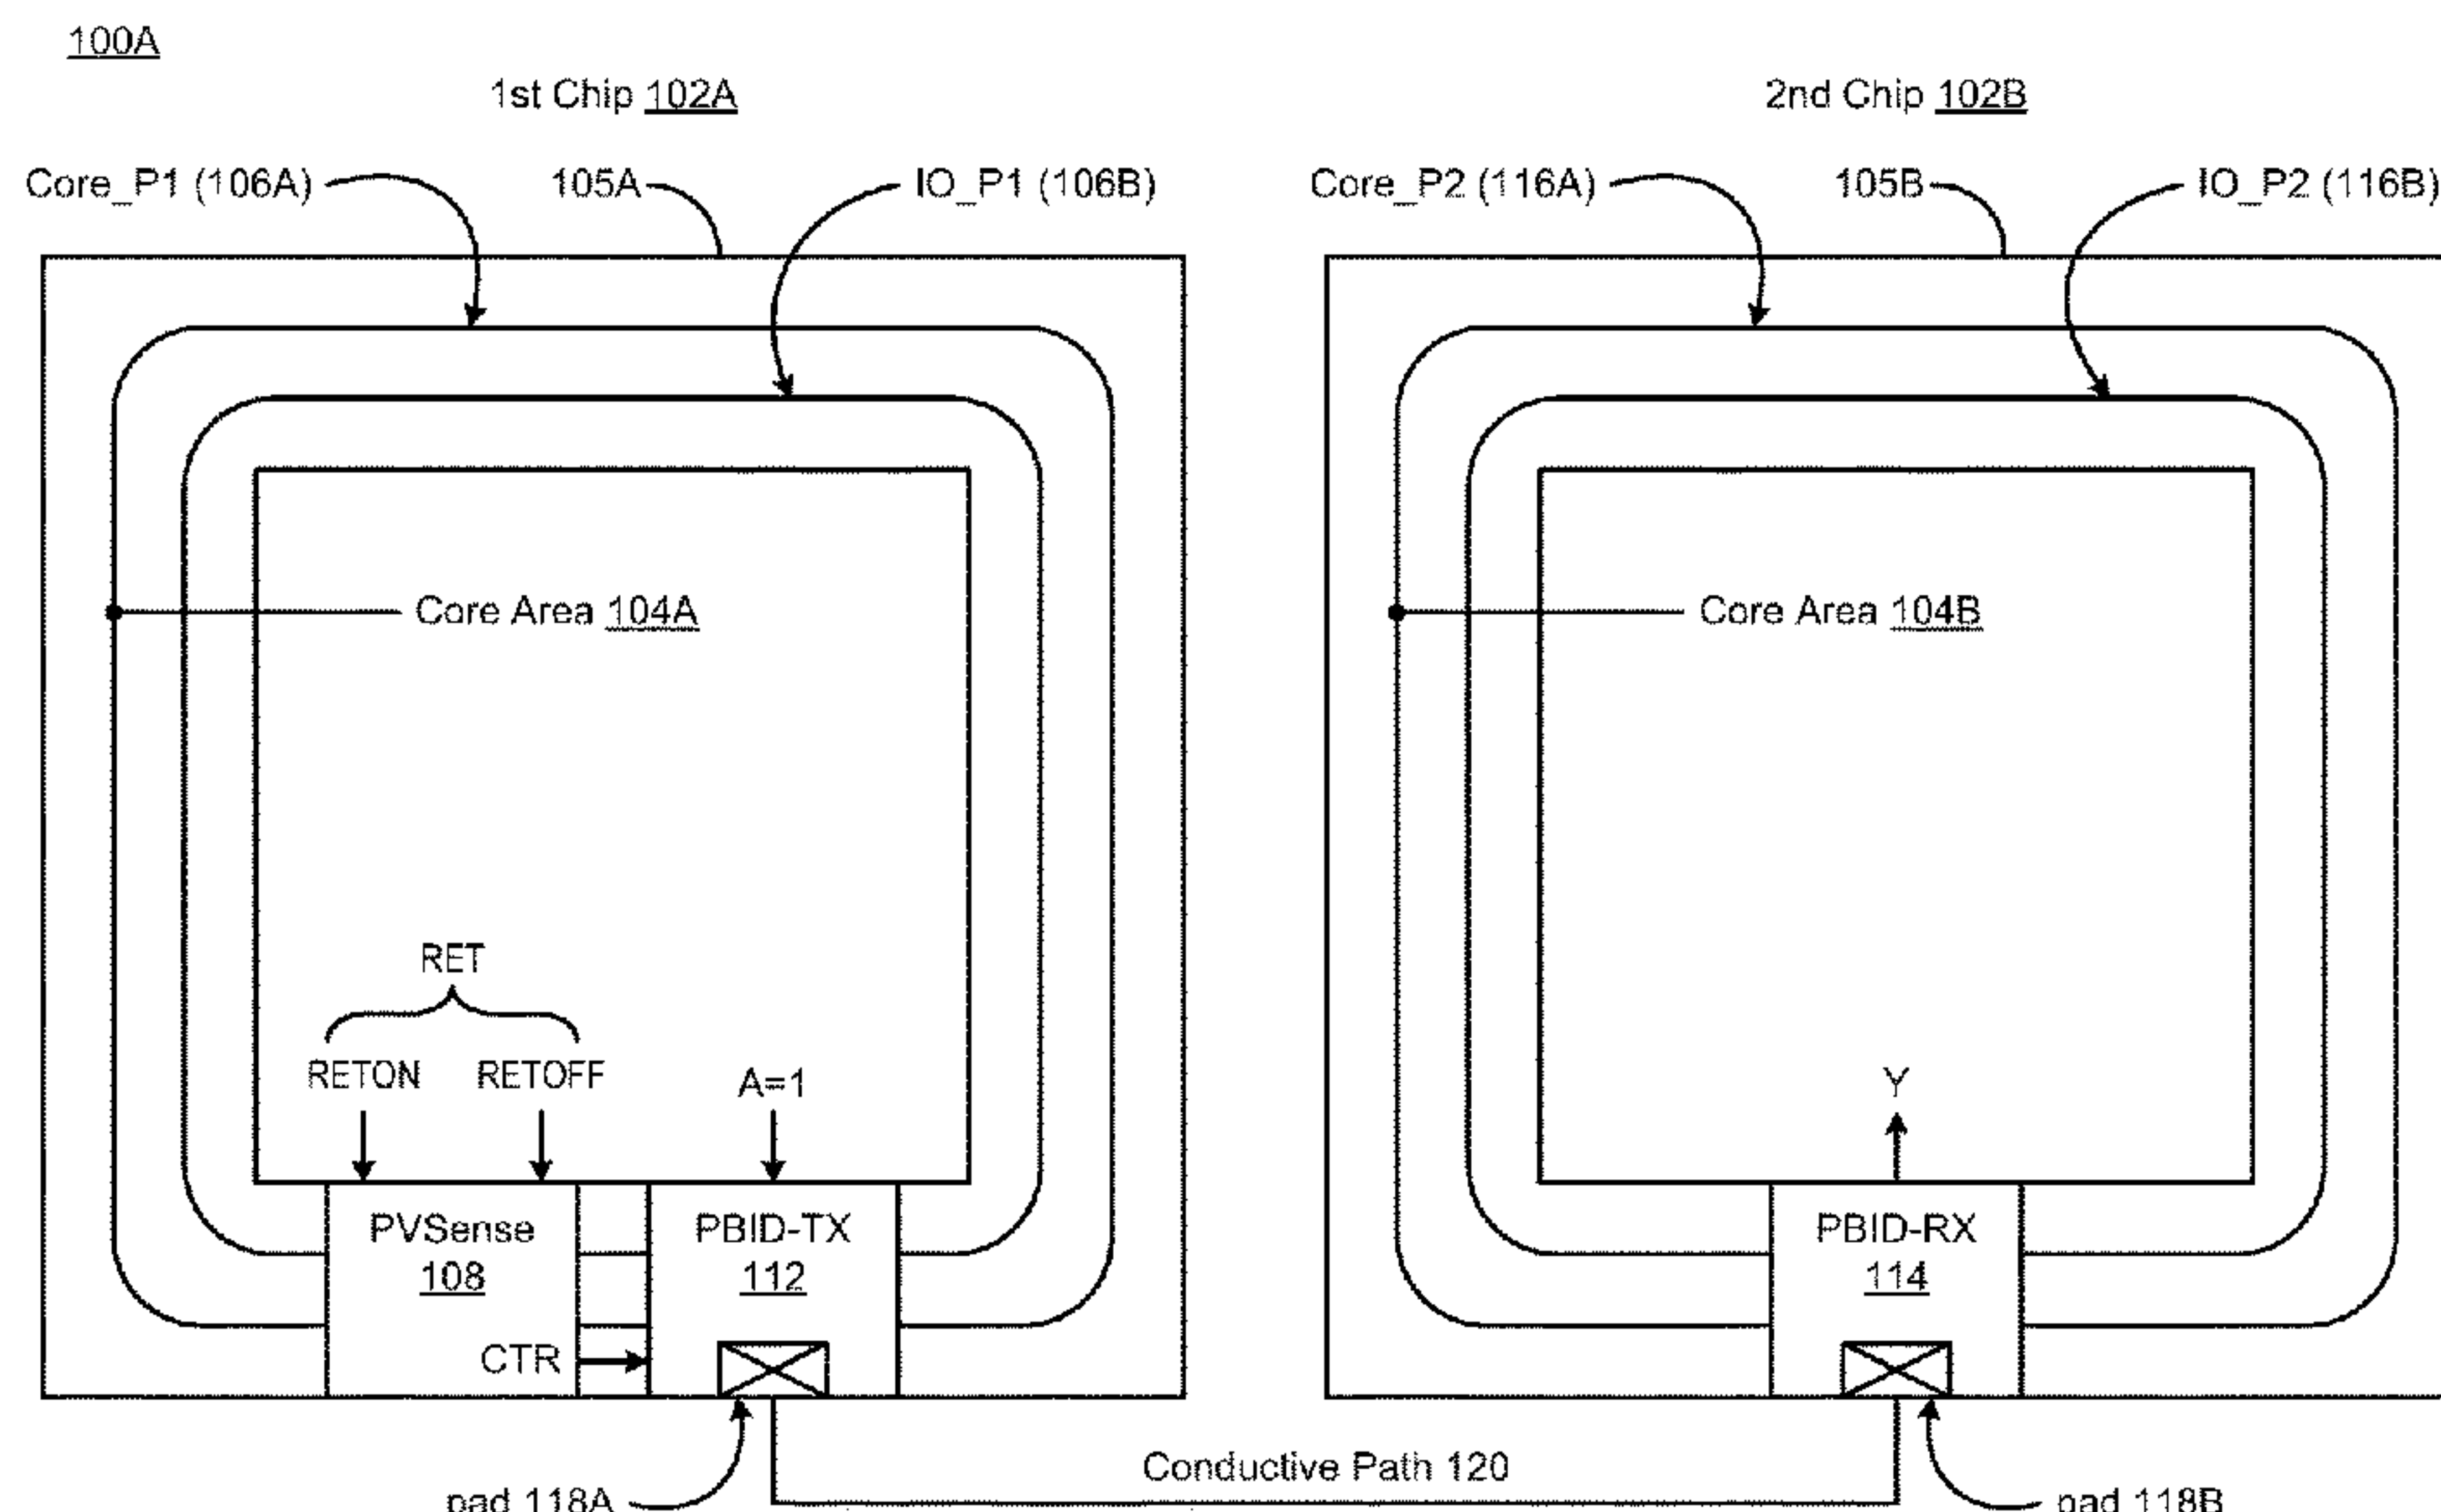 100A
1st Chip 102A
2nd Chip 102B
Core_P1 (106A)
105A
IO_P1 (106B)
Core_P2 (116A)
105B
IO_P2 (116B)
Core Area 104A
Core Area 104B
RET
RETON
RETOFF
A=1
Y
PVSense
108
PBID-TX
112
PBID-RX
114
CTR
Conductive Path 120
pad 118A
pad 118B